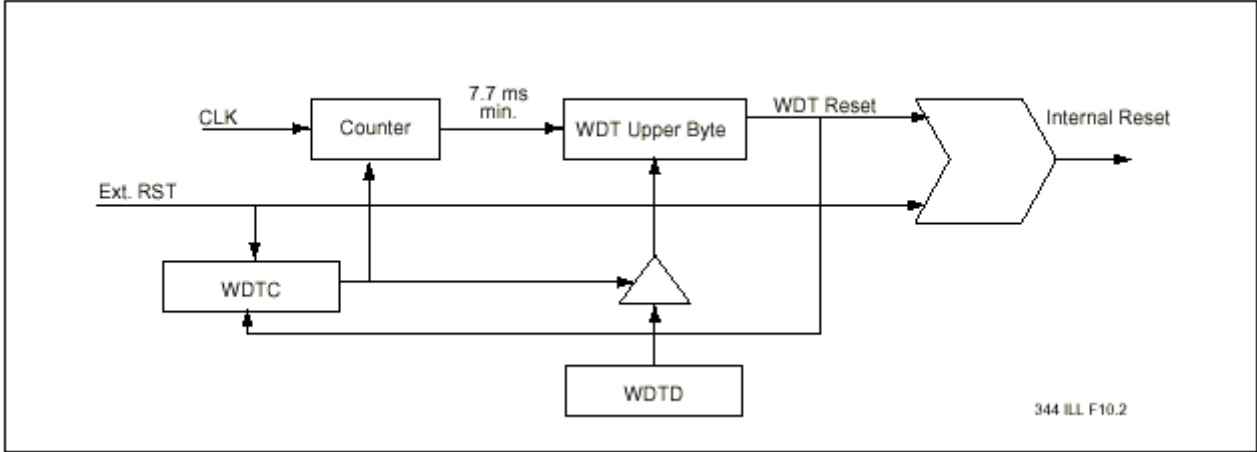 7.7 ms
min.
CLK
Counter
WDT Upper Byte
WDT Reset
Internal Reset
Ext. RST
WDTC
WDTD
344 ILL F10.2